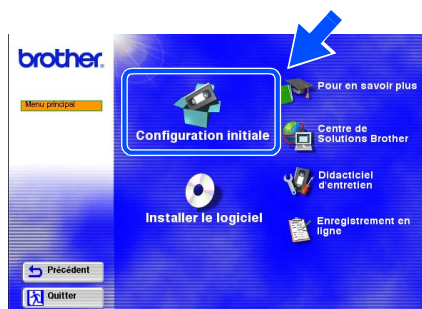 brother.
Menu principal
Configuration initiale
Installer le logiciel
Pour en savoir plus
Centre de
Solutions Brother
Didacticiel
d'entretien
Enregistrement en
ligne
Précédent
Quitter